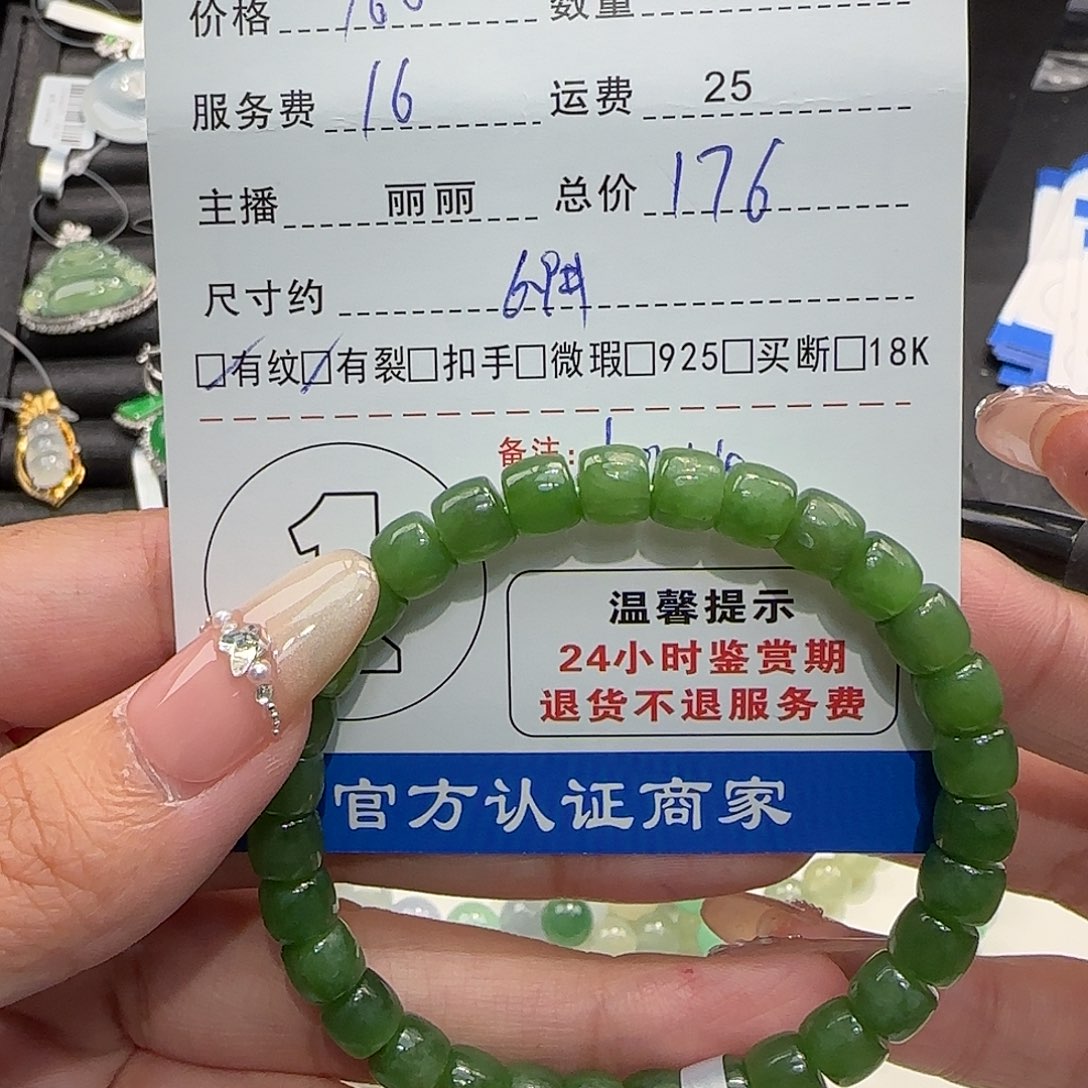 价格 160 数量
服务费 16 运费 25
主播 丽丽 总价 176
尺寸约
□有纹□有裂□扣手□微瑕□925□买断□18K
备注:
温馨提示
24小时鉴赏期
退货不退服务费
官方认证商家